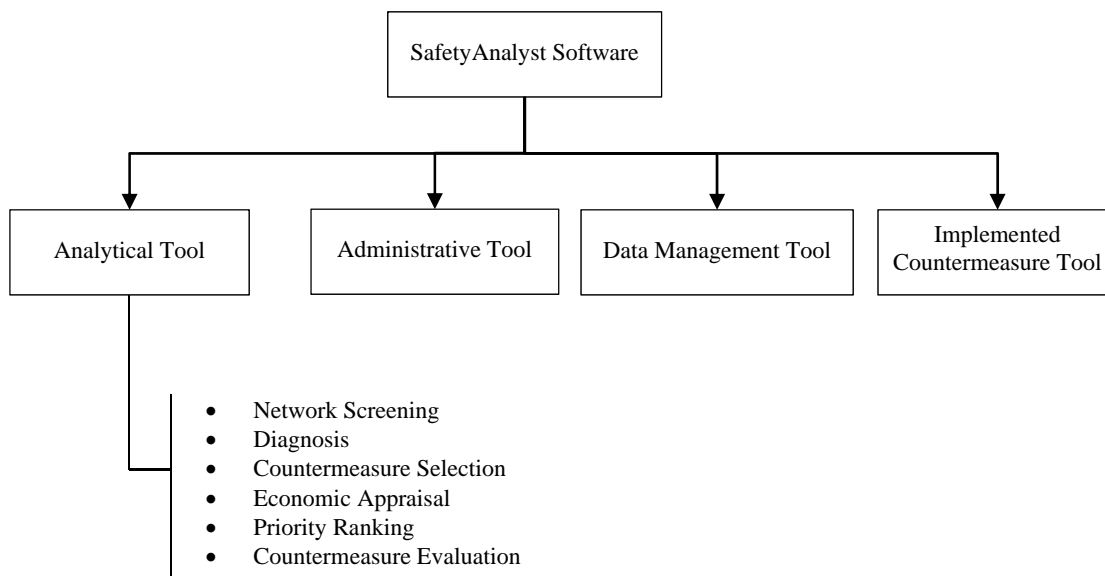 SafetyAnalyst Software
Analytical Tool
Administrative Tool
Data Management Tool
Implemented
Countermeasure Tool
• Network Screening
• Diagnosis
• Countermeasure Selection
• Economic Appraisal
• Priority Ranking
• Countermeasure Evaluation